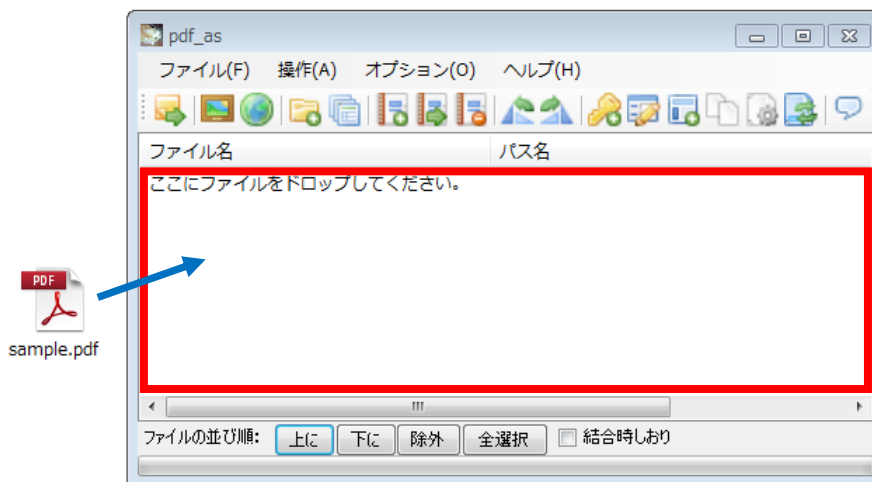 pdf_as
ファイル(F) 操作(A) オプション(O) ヘルプ(H)
ファイル名 パス名
ここにファイルをドロップしてください。
PDF
sample.pdf
ファイルの並び順: 上に 下に 除外 全選択 結合時しおり